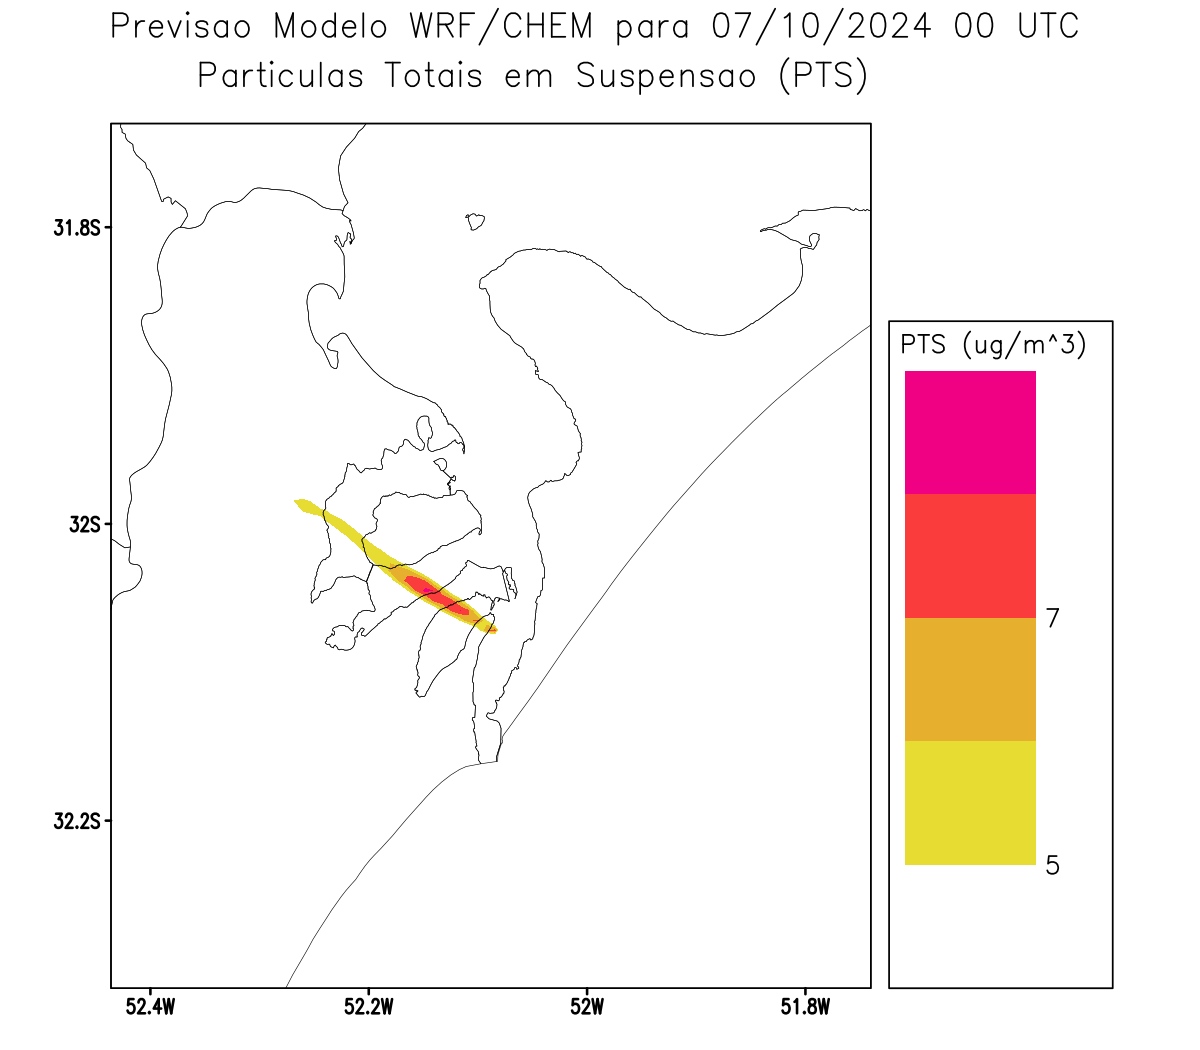 Previsao Modelo WRF/CHEM para 07/10/2024 00 UTC
Particulas Totais em Suspensao (PTS)
31.8S
32S
32.2S
52.4W
52.2W
52W
51.8W
PTS (ug/m^3)
7
5